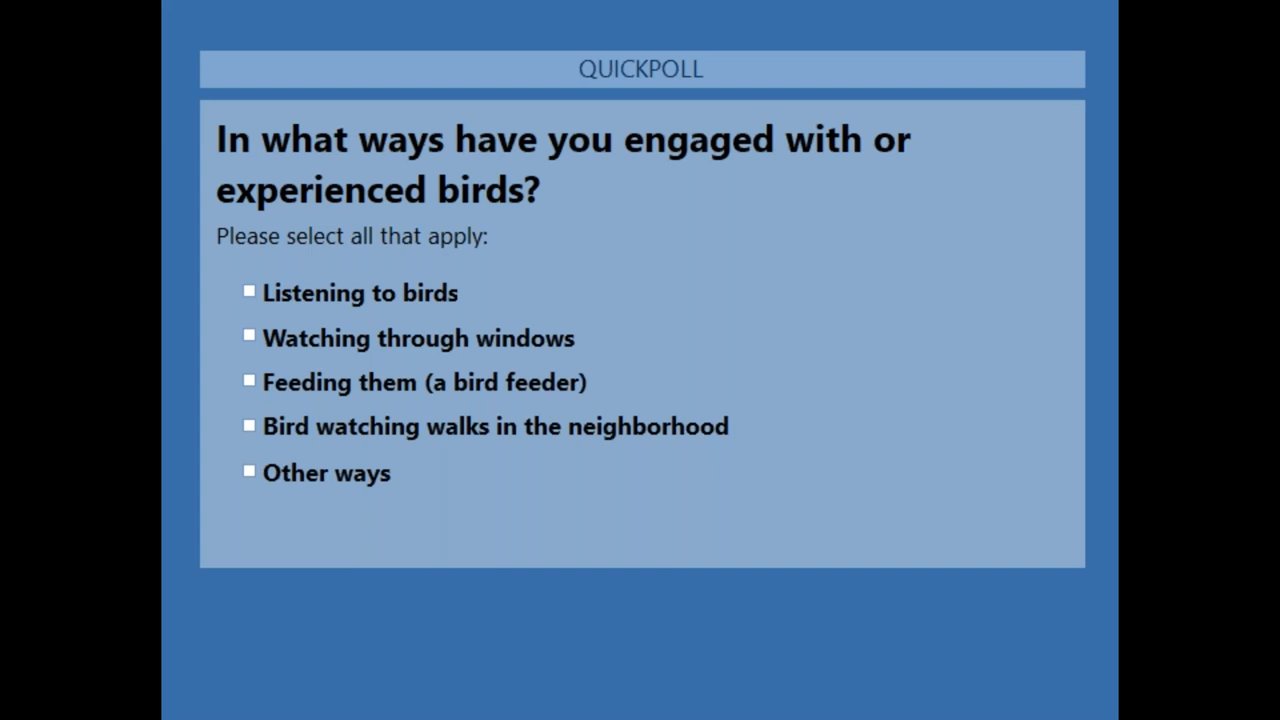 QUICKPOLL
In what ways have you engaged with or
experienced birds?
Please select all that apply:
Listening to birds
Watching through windows
Feeding them (a bird feeder)
Bird watching walks in the neighborhood
Other ways